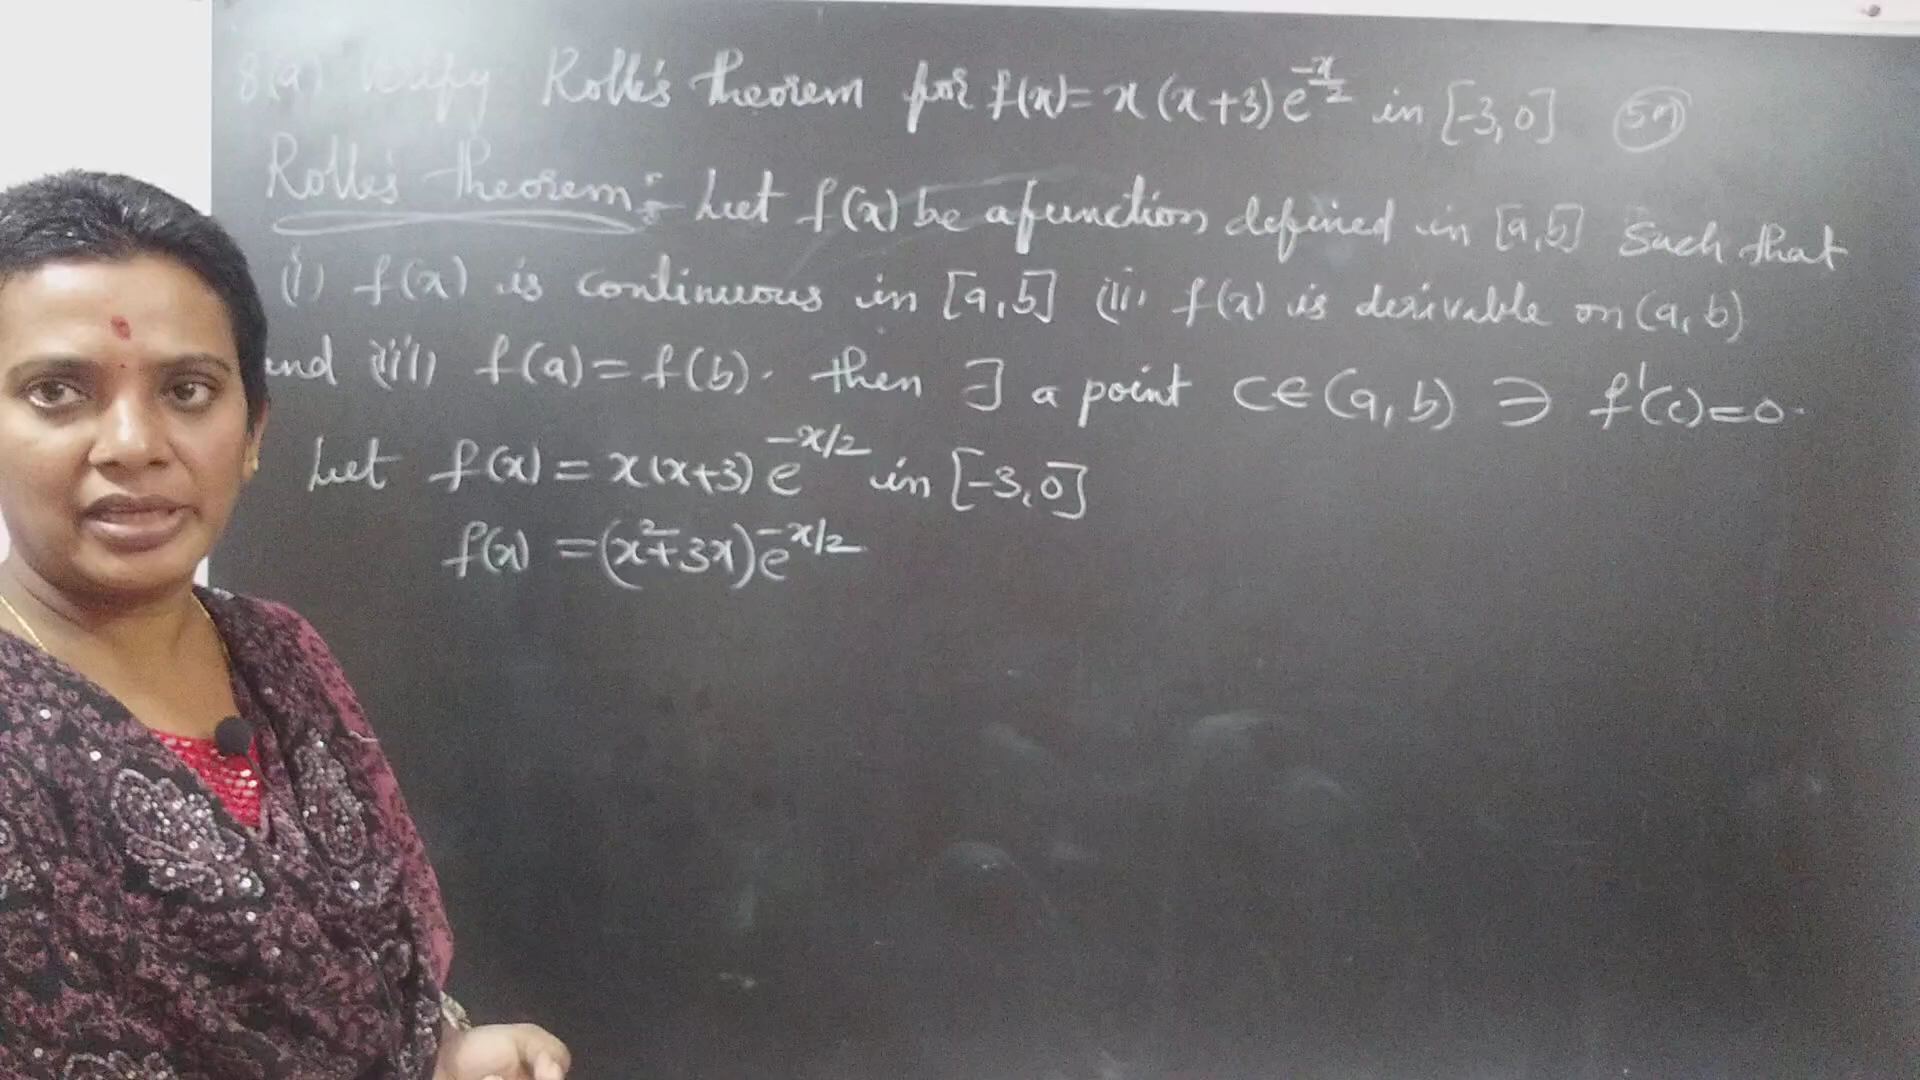 8(a) Verify Rolle's theorem for f(x)= x (x+3) e^{-x/2} in [-3,0] (5M)
Rolle's theorem:- Let f(x) be a function defined in [a,b] Such that
(i) f(x) is continuous in [a,b] (ii) f(x) is derivable on (a,b)
and (iii) f(a)=f(b). then ∃ a point c∈(a,b) ∋ f'(c)=0.
Let f(x) = x(x+3) e^{-x/2} in [-3,0]
f(x) =(x²+3x)e^{-x/2}